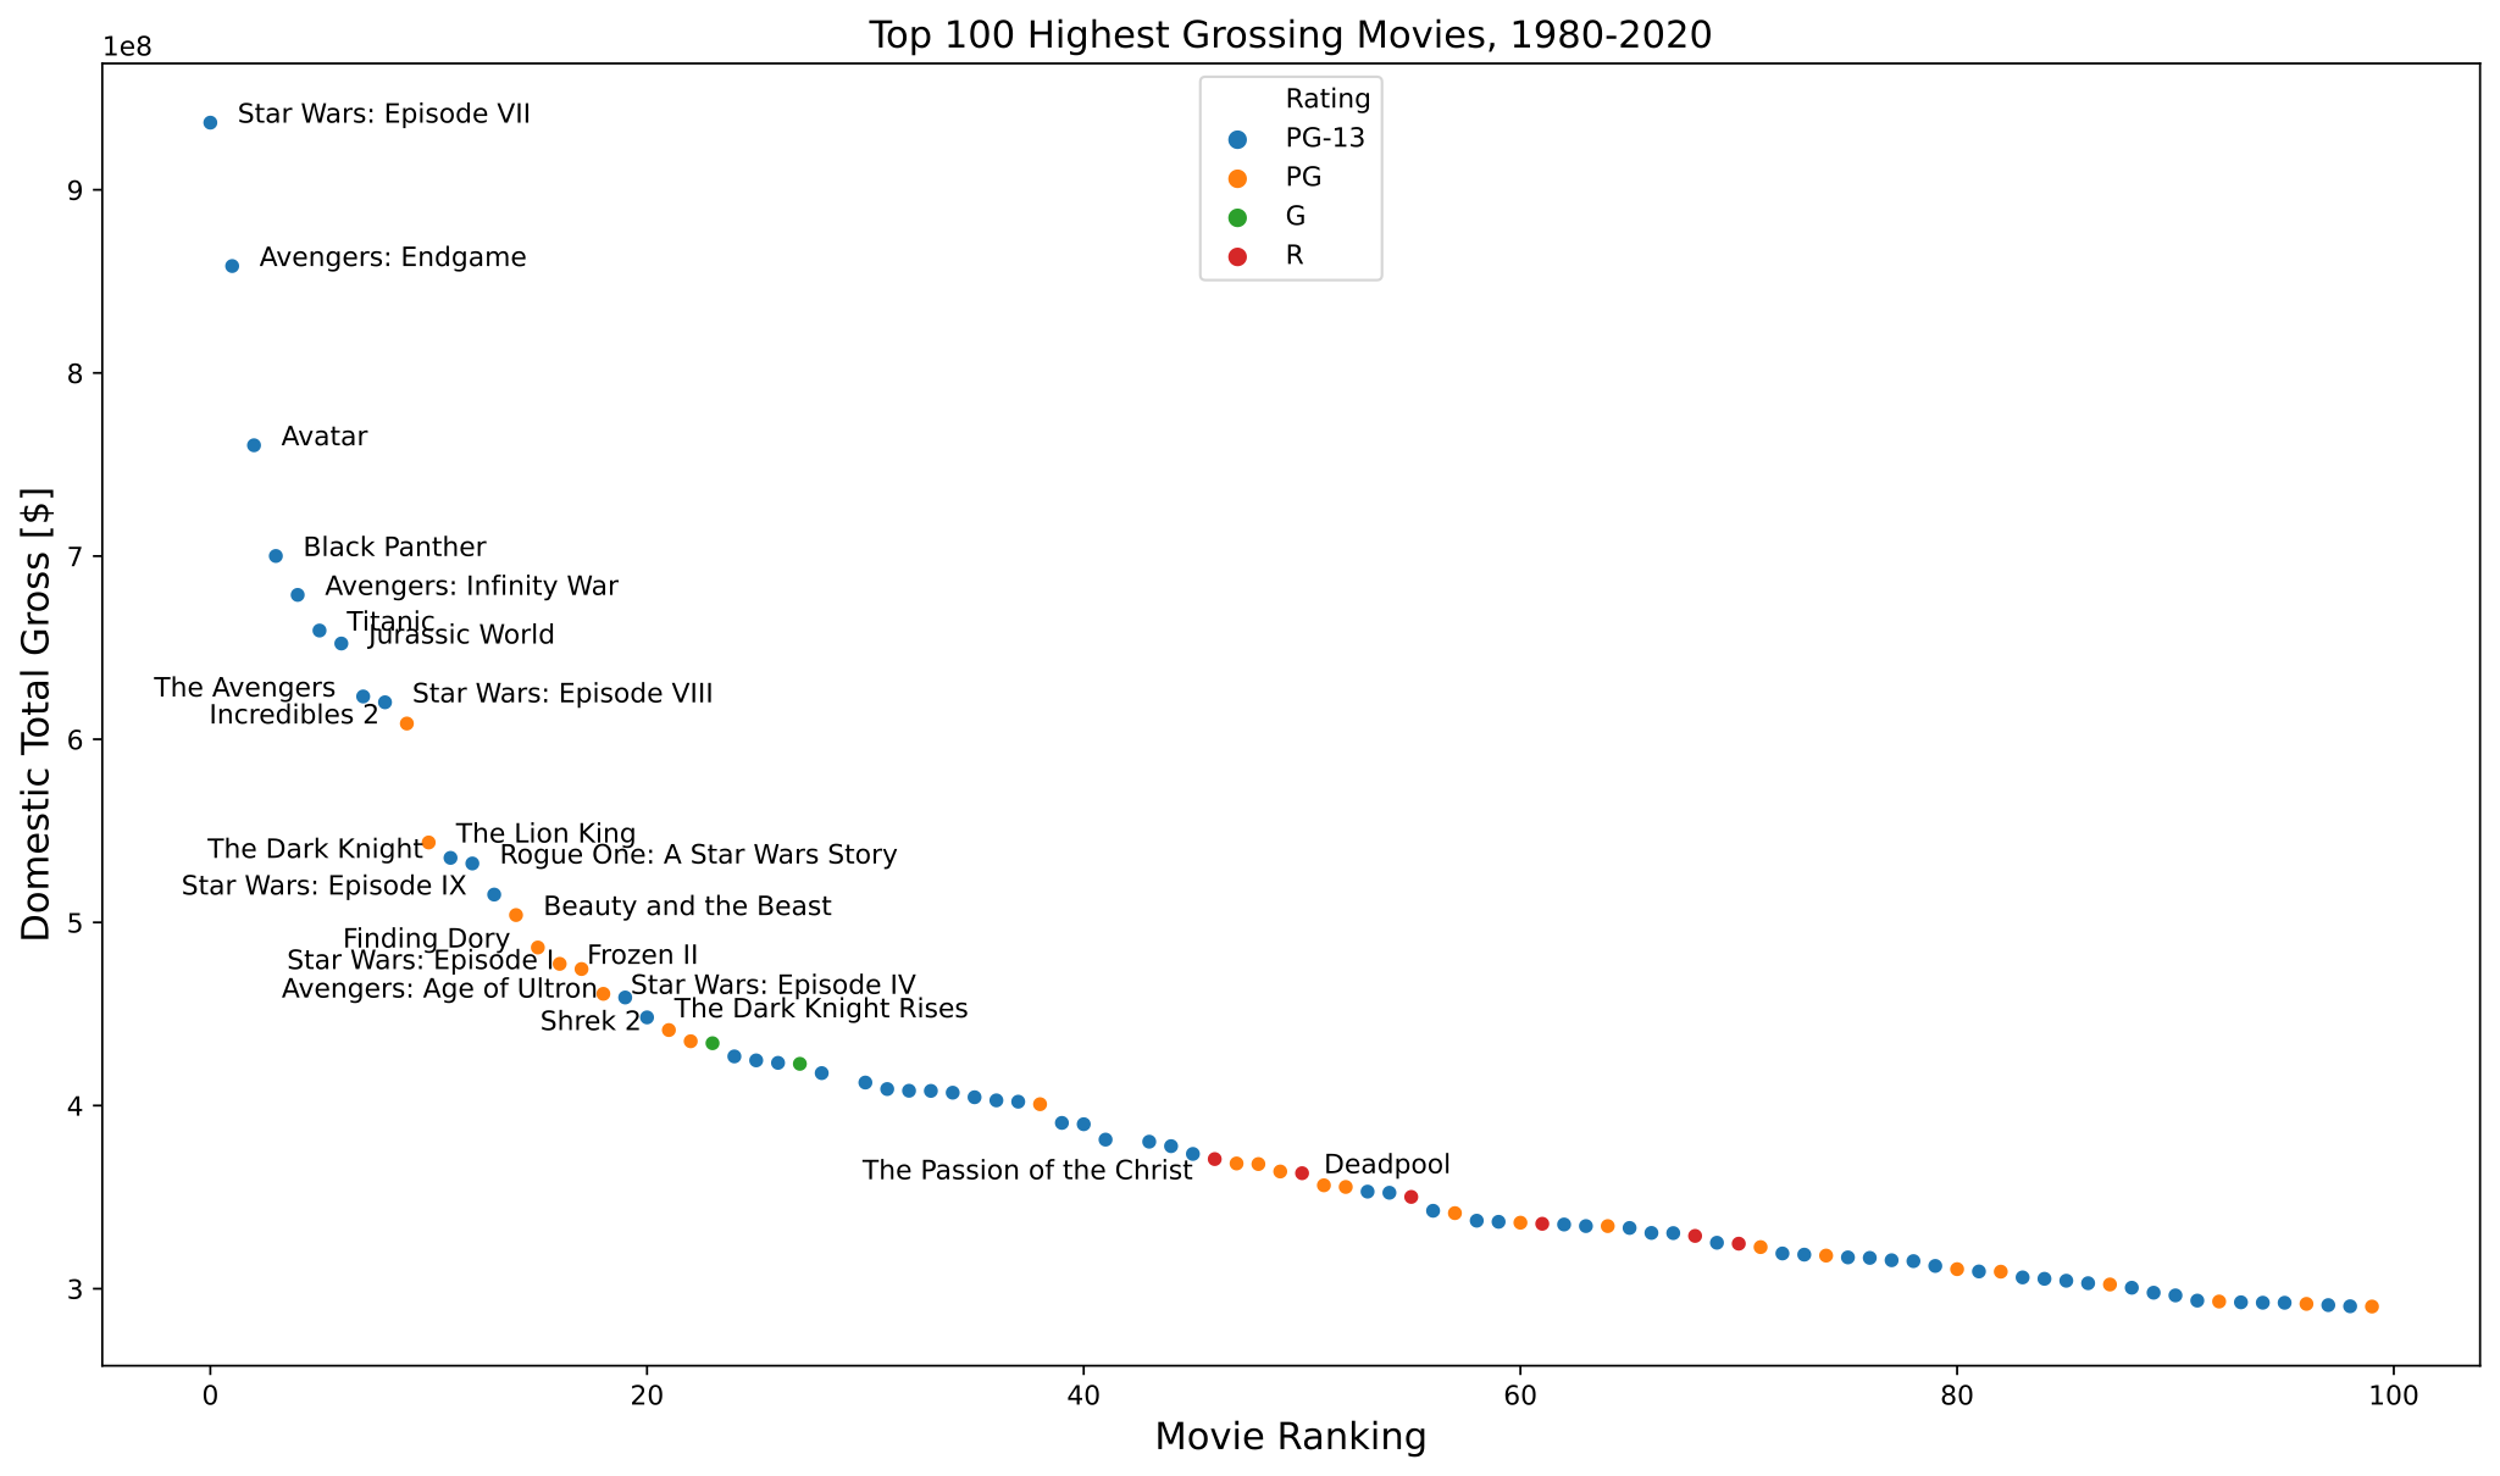 Top 100 Highest Grossing Movies, 1980-2020
1e8
Rating
PG-13
PG
G
R
Star Wars: Episode VII
Avengers: Endgame
Avatar
Black Panther
Avengers: Infinity War
Titanic
Jurassic World
The Avengers
Star Wars: Episode VIII
Incredibles 2
The Lion King
The Dark Knight
Rogue One: A Star Wars Story
Star Wars: Episode IX
Beauty and the Beast
Finding Dory
Frozen II
Star Wars: Episode I
Star Wars: Episode IV
Avengers: Age of Ultron
The Dark Knight Rises
Shrek 2
The Passion of the Christ
Deadpool
9
8
7
6
5
4
3
0 20 40 60 80 100
Movie Ranking
Domestic Total Gross [$]